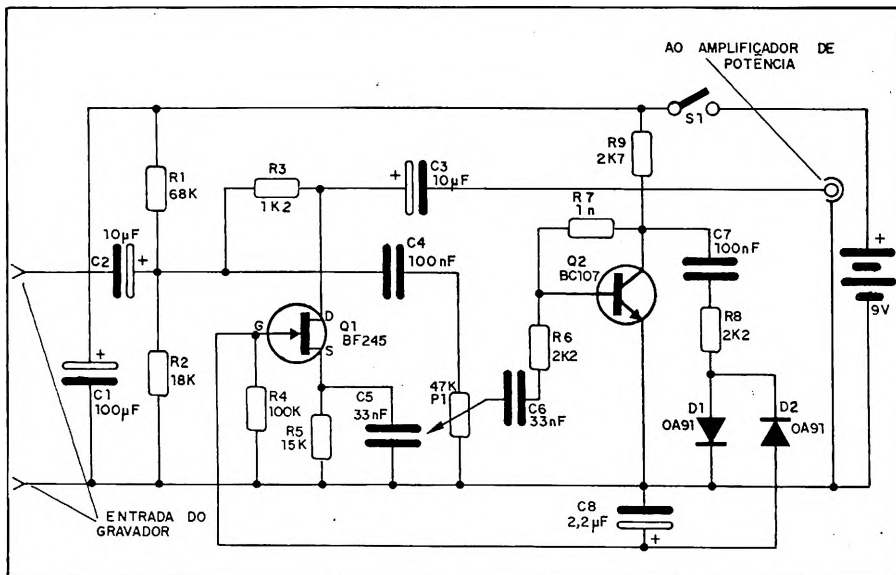 AO AMPLIFICADOR DE
POTÊNCIA
S1
R9
2K7
R1
68K
R3
1K2
+
C3
10µF
R7
1n
C7
100nF
10µF
C2
+
C4
100nF
Q2
BC107
+
9V
G
D
S
Q1
BF245
R6
2K2
R8
2K2
+
C1
100µF
R2
18K
R4
100K
R5
15K
C5
33nF
47K
P1
C6
33nF
D1
OA91
D2
OA91
ENTRADA DO
GRAVADOR
C8
2,2µF
+